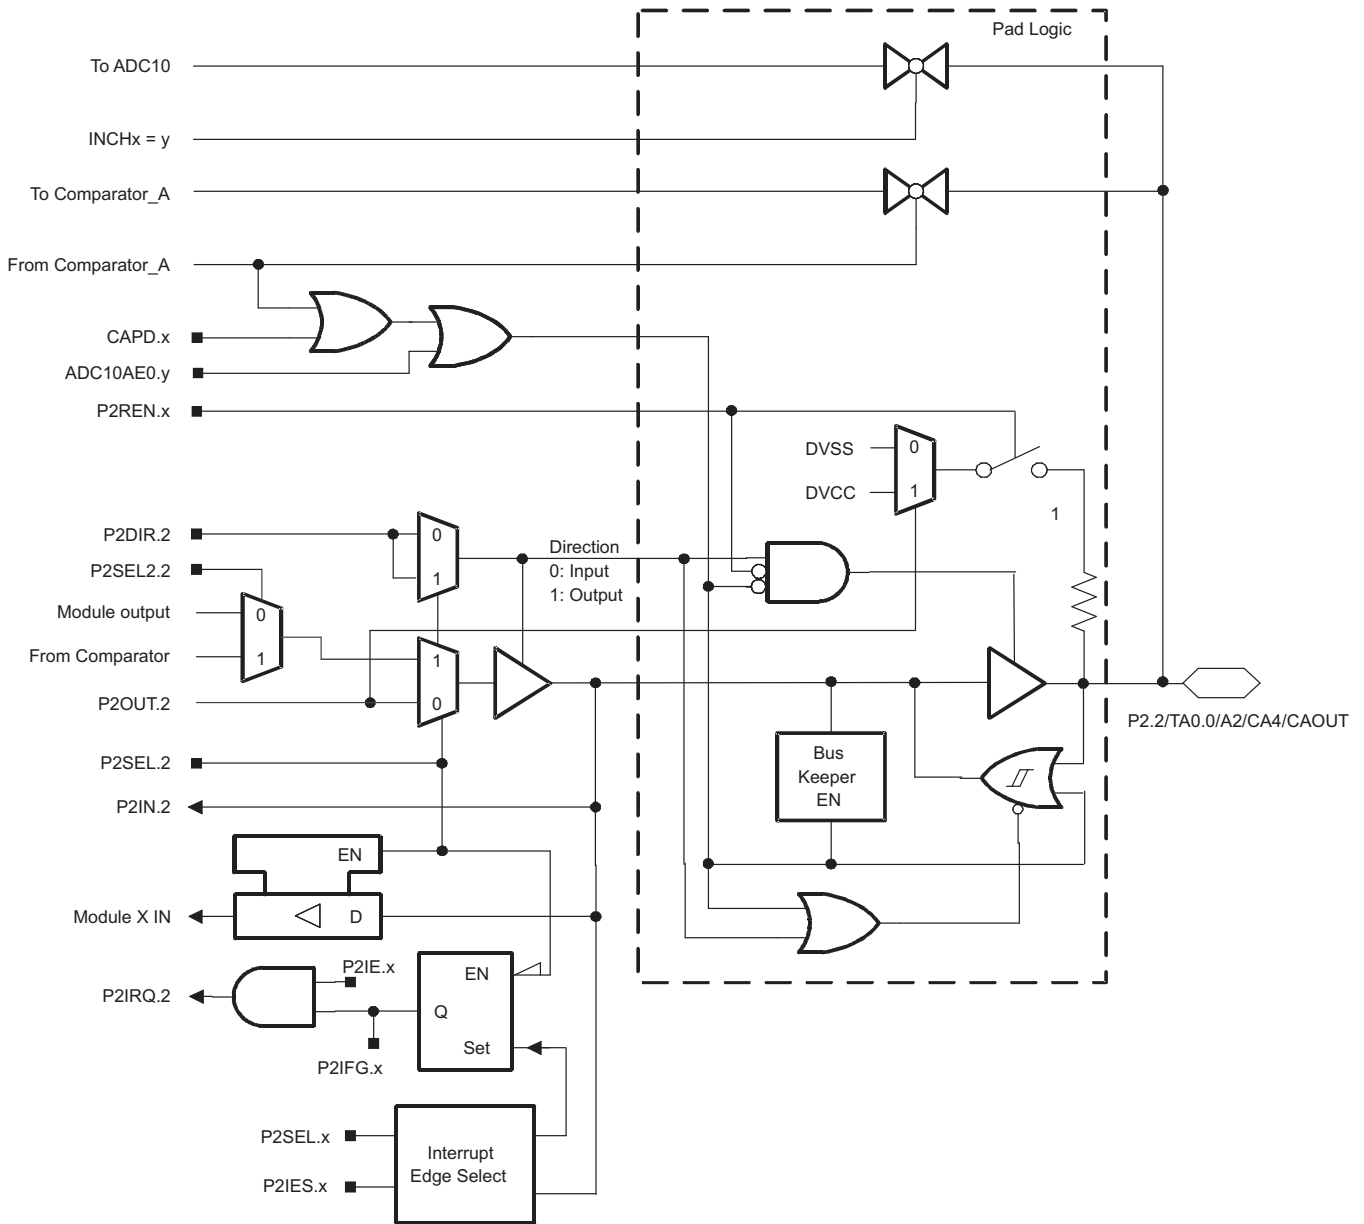 Pad Logic
To ADC10
INCHx = y
To Comparator_A
From Comparator_A
CAPD.x
ADC10AE0.y
P2REN.x
DVSS
0
DVCC
1
1
P2DIR.2
0
Direction
0: Input
1: Output
P2SEL2.2
1
Module output
0
From Comparator
1
1
P2OUT.2
0
P2.2/TA0.0/A2/CA4/CAOUT
P2SEL.2
Bus
Keeper
EN
P2IN.2
EN
Module X IN
D
P2IE.x
EN
P2IRQ.2
Q
Set
P2IFG.x
P2SEL.x
Interrupt
Edge Select
P2IES.x